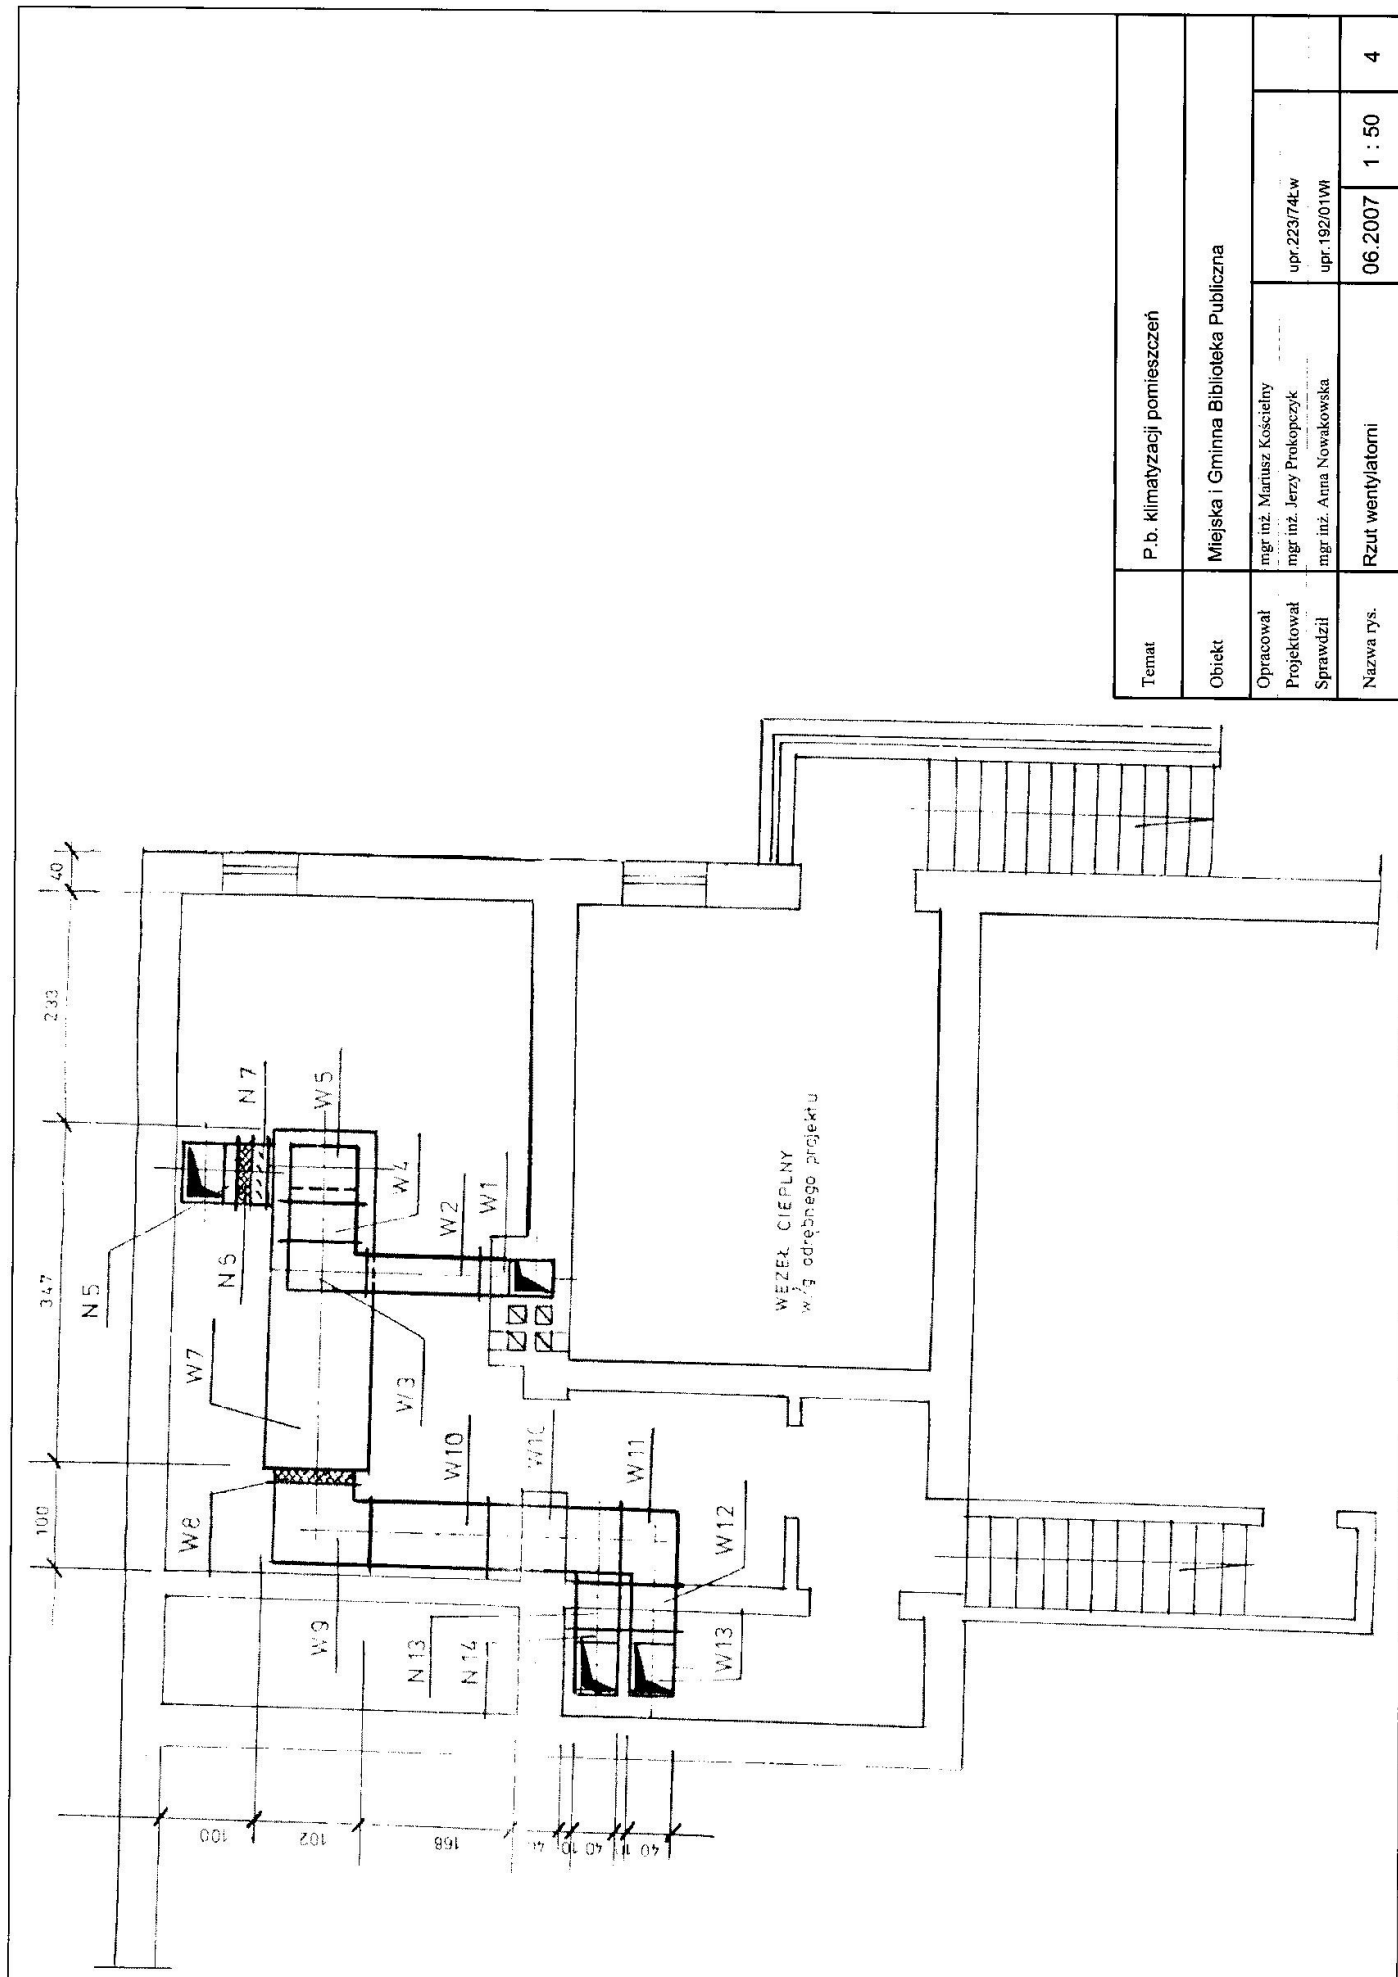 40
233
347
100
N5
N6
N7
W5
W4
W2
W1
W7
W3
W8
W10
W10
W11
W12
W9
N13
N14
W13
100
102
168
10
40
40
WĘZEŁ CIEPLNY
w/g odrębnego projektu
Temat P.b. klimatyzacji pomieszczeń
Obiekt Miejska i Gminna Biblioteka Publiczna
Opracował mgr inż. Mariusz Kościelny
Projektował mgr inż. Jerzy Prokopczyk upr.223/74Łw
Sprawdził mgr inż. Anna Nowakowska upr.192/01Wł
Nazwa rys. Rzut wentylatorni 06.2007 1 : 50 4